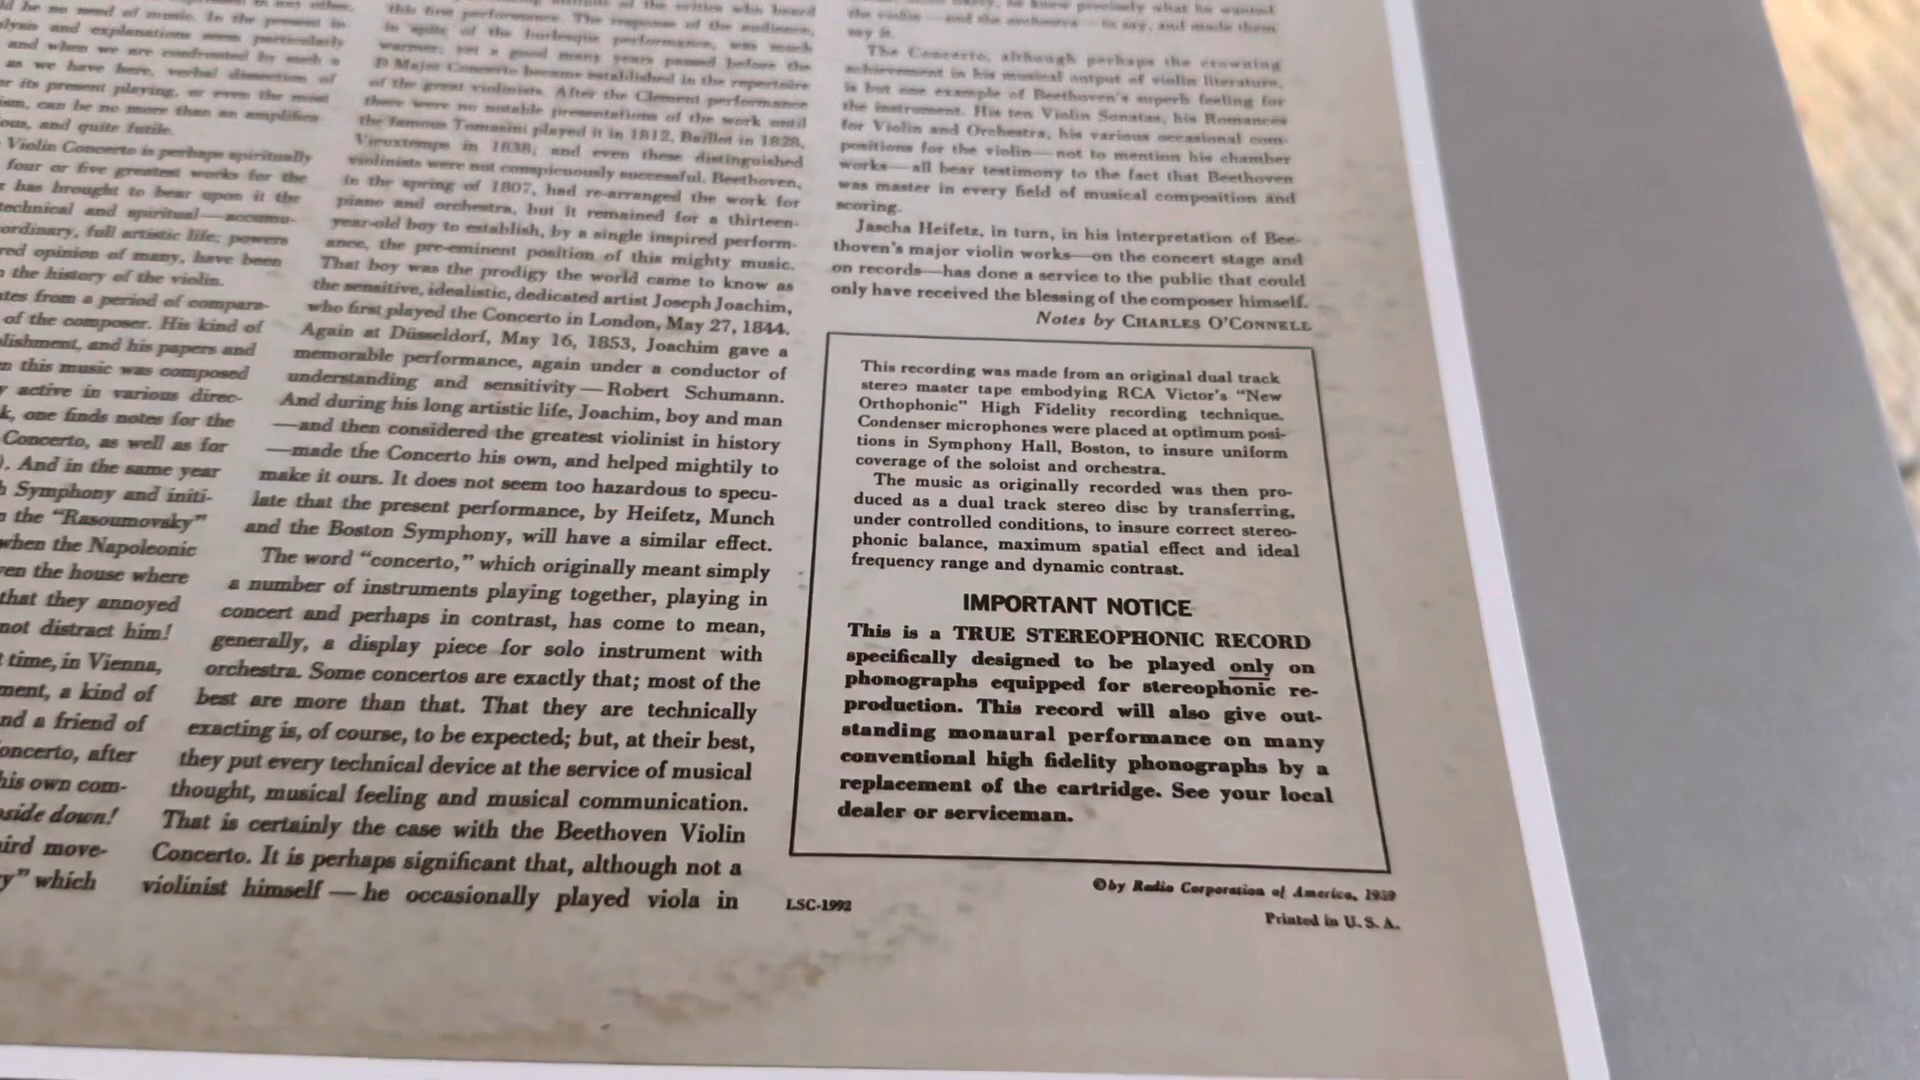 need of music. In the present
and explanations seem particularly
and when we are confronted by such a
as we have here, verbal dissection of
its present playing, or even the most
can be no more than an amplifica-
and quite futile.
Violin Concerto is perhaps spiritually
four or five greatest works for the
has brought to bear upon it the
technical and spiritual—accumu-
ordinary, full artistic life; powers
opinion of many, have been
the history of the violin.
from a period of compara-
of the composer. His kind of
and his papers and
this music was composed
active in various direc-
one finds notes for the
Concerto, as well as for
). And in the same year
Symphony and initi-
the “Rasoumovsky”
when the Napoleonic
the house where
that they annoyed
not distract him!
time, in Vienna,
a kind of
a friend of
after
his own com-
down!
move-
y” which
of the critics who heard
this first performance. The response of the audience,
in spite of the burlesque performance, was much
warmer; yet a good many years passed before the
D Major Concerto became established in the repertoire
of the great violinists. After the Clement performance
there were no notable presentations of the work until
the famous Tomasini played it in 1812, Baillot in 1828,
Vieuxtemps in 1838; and even these distinguished
violinists were not conspicuously successful. Beethoven,
in the spring of 1807, had re-arranged the work for
piano and orchestra, but it remained for a thirteen-
year-old boy to establish, by a single inspired perform-
ance, the pre-eminent position of this mighty music.
That boy was the prodigy the world came to know as
the sensitive, idealistic, dedicated artist Joseph Joachim,
who first played the Concerto in London, May 27, 1844.
Again at Düsseldorf, May 16, 1853, Joachim gave a
memorable performance, again under a conductor of
understanding and sensitivity — Robert Schumann.
And during his long artistic life, Joachim, boy and man
—and then considered the greatest violinist in history
—made the Concerto his own, and helped mightily to
make it ours. It does not seem too hazardous to specu-
late that the present performance, by Heifetz, Munch
and the Boston Symphony, will have a similar effect.
The word “concerto,” which originally meant simply
a number of instruments playing together, playing in
concert and perhaps in contrast, has come to mean,
generally, a display piece for solo instrument with
orchestra. Some concertos are exactly that; most of the
best are more than that. That they are technically
exacting is, of course, to be expected; but, at their best,
they put every technical device at the service of musical
thought, musical feeling and musical communication.
That is certainly the case with the Beethoven Violin
Concerto. It is perhaps significant that, although not a
violinist himself — he occasionally played viola in
he knew precisely what he wanted
the violin—and the orchestra—to say, and made them
say it.
The Concerto, although perhaps the crowning
achievement in his musical output of violin literature,
is but one example of Beethoven’s superb feeling for
the instrument. His ten Violin Sonatas, his Romances
for Violin and Orchestra, his various occasional com-
positions for the violin—not to mention his chamber
works—all bear testimony to the fact that Beethoven
was master in every field of musical composition and
scoring.
Jascha Heifetz, in turn, in his interpretation of Bee-
thoven’s major violin works—on the concert stage and
on records—has done a service to the public that could
only have received the blessing of the composer himself.
Notes by CHARLES O’CONNELL
This recording was made from an original dual track
stereo master tape embodying RCA Victor’s “New
Orthophonic” High Fidelity recording technique.
Condenser microphones were placed at optimum posi-
tions in Symphony Hall, Boston, to insure uniform
coverage of the soloist and orchestra.
The music as originally recorded was then pro-
duced as a dual track stereo disc by transferring,
under controlled conditions, to insure correct stereo-
phonic balance, maximum spatial effect and ideal
frequency range and dynamic contrast.
IMPORTANT NOTICE
This is a TRUE STEREOPHONIC RECORD
specifically designed to be played only on
phonographs equipped for stereophonic re-
production. This record will also give out-
standing monaural performance on many
conventional high fidelity phonographs by a
replacement of the cartridge. See your local
dealer or serviceman.
LSC-1992
©by Radio Corporation of America, 1959
Printed in U. S. A.